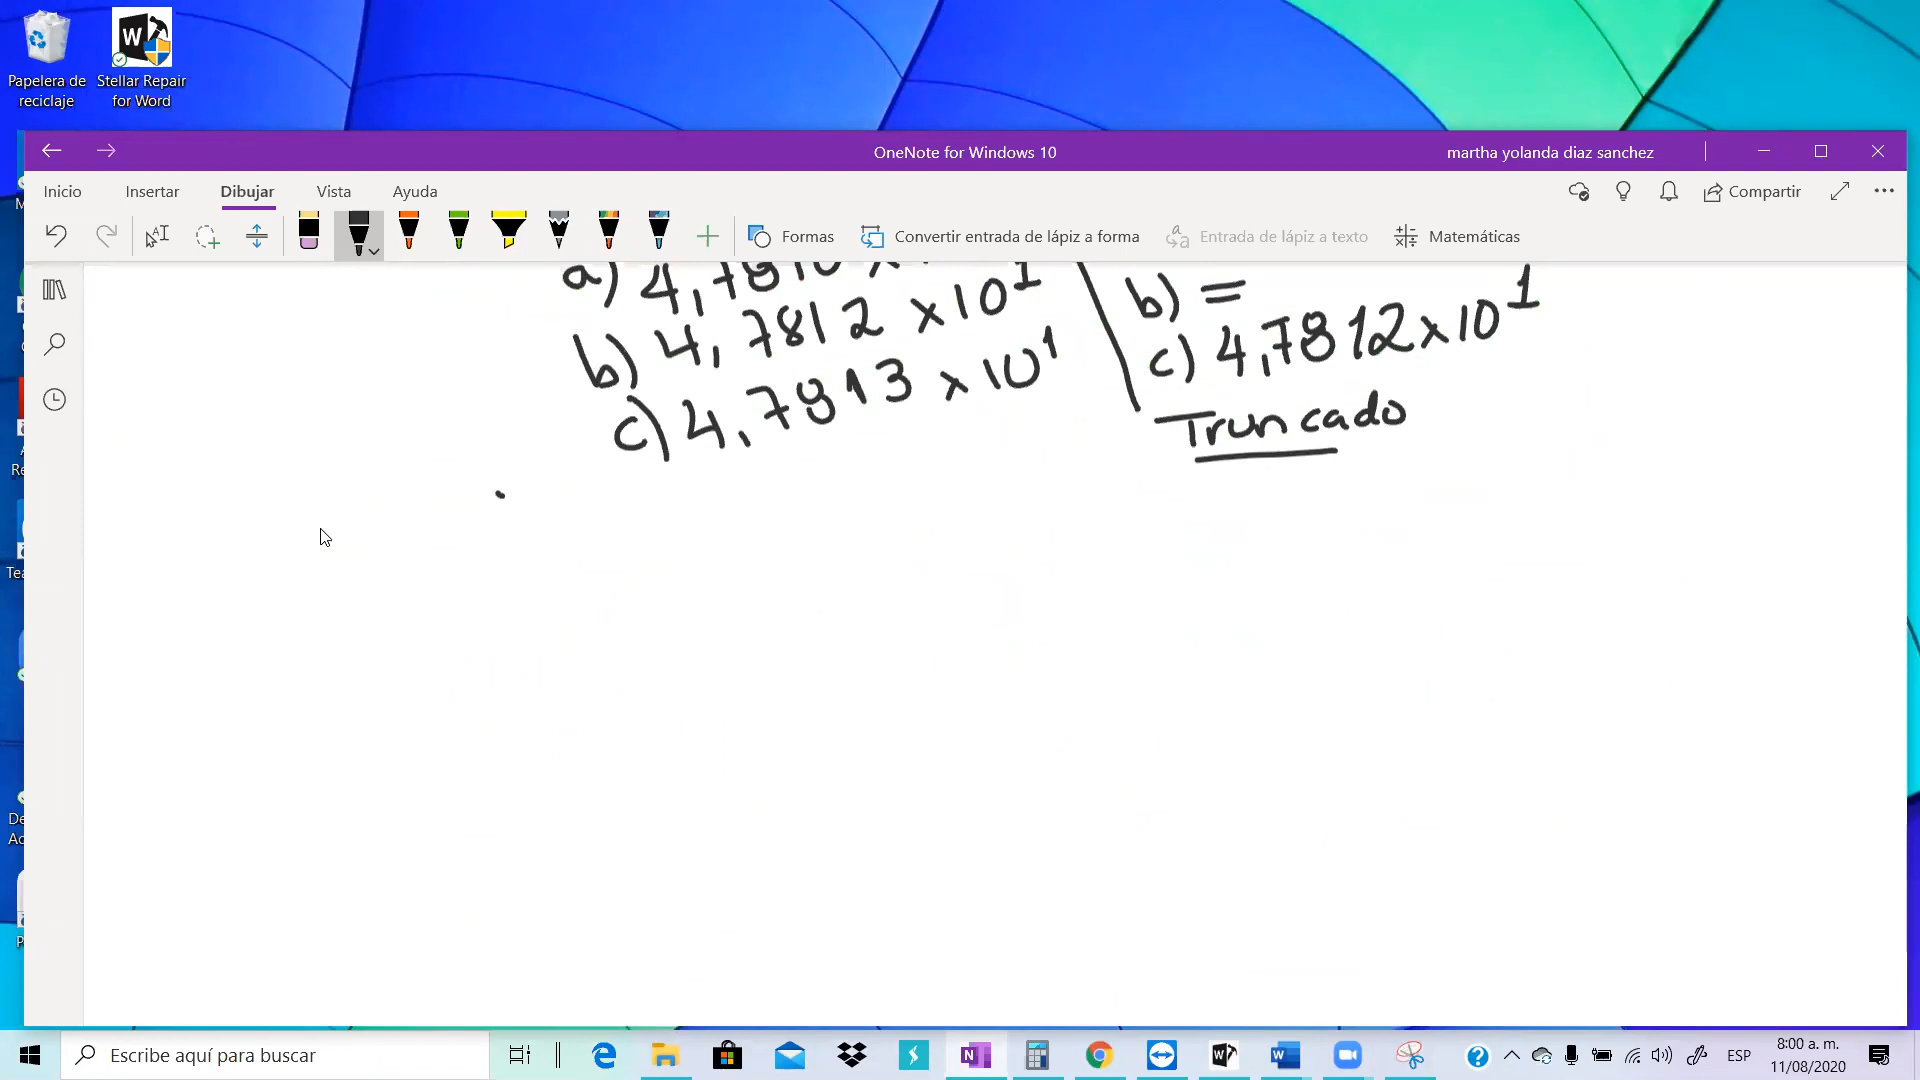 Papelera de reciclaje
Stellar Repair for Word
OneNote for Windows 10
martha yolanda diaz sanchez
Inicio Insertar Dibujar Vista Ayuda
Compartir
Formas
Convertir entrada de lápiz a forma
Entrada de lápiz a texto
Matemáticas
a) 4,7810 x
b) 4,7812 x10¹
c) 4,7813 x10¹
b) =
c) 4,7812x10¹
Truncado
Escribe aquí para buscar
ESP
8:00 a. m.
11/08/2020